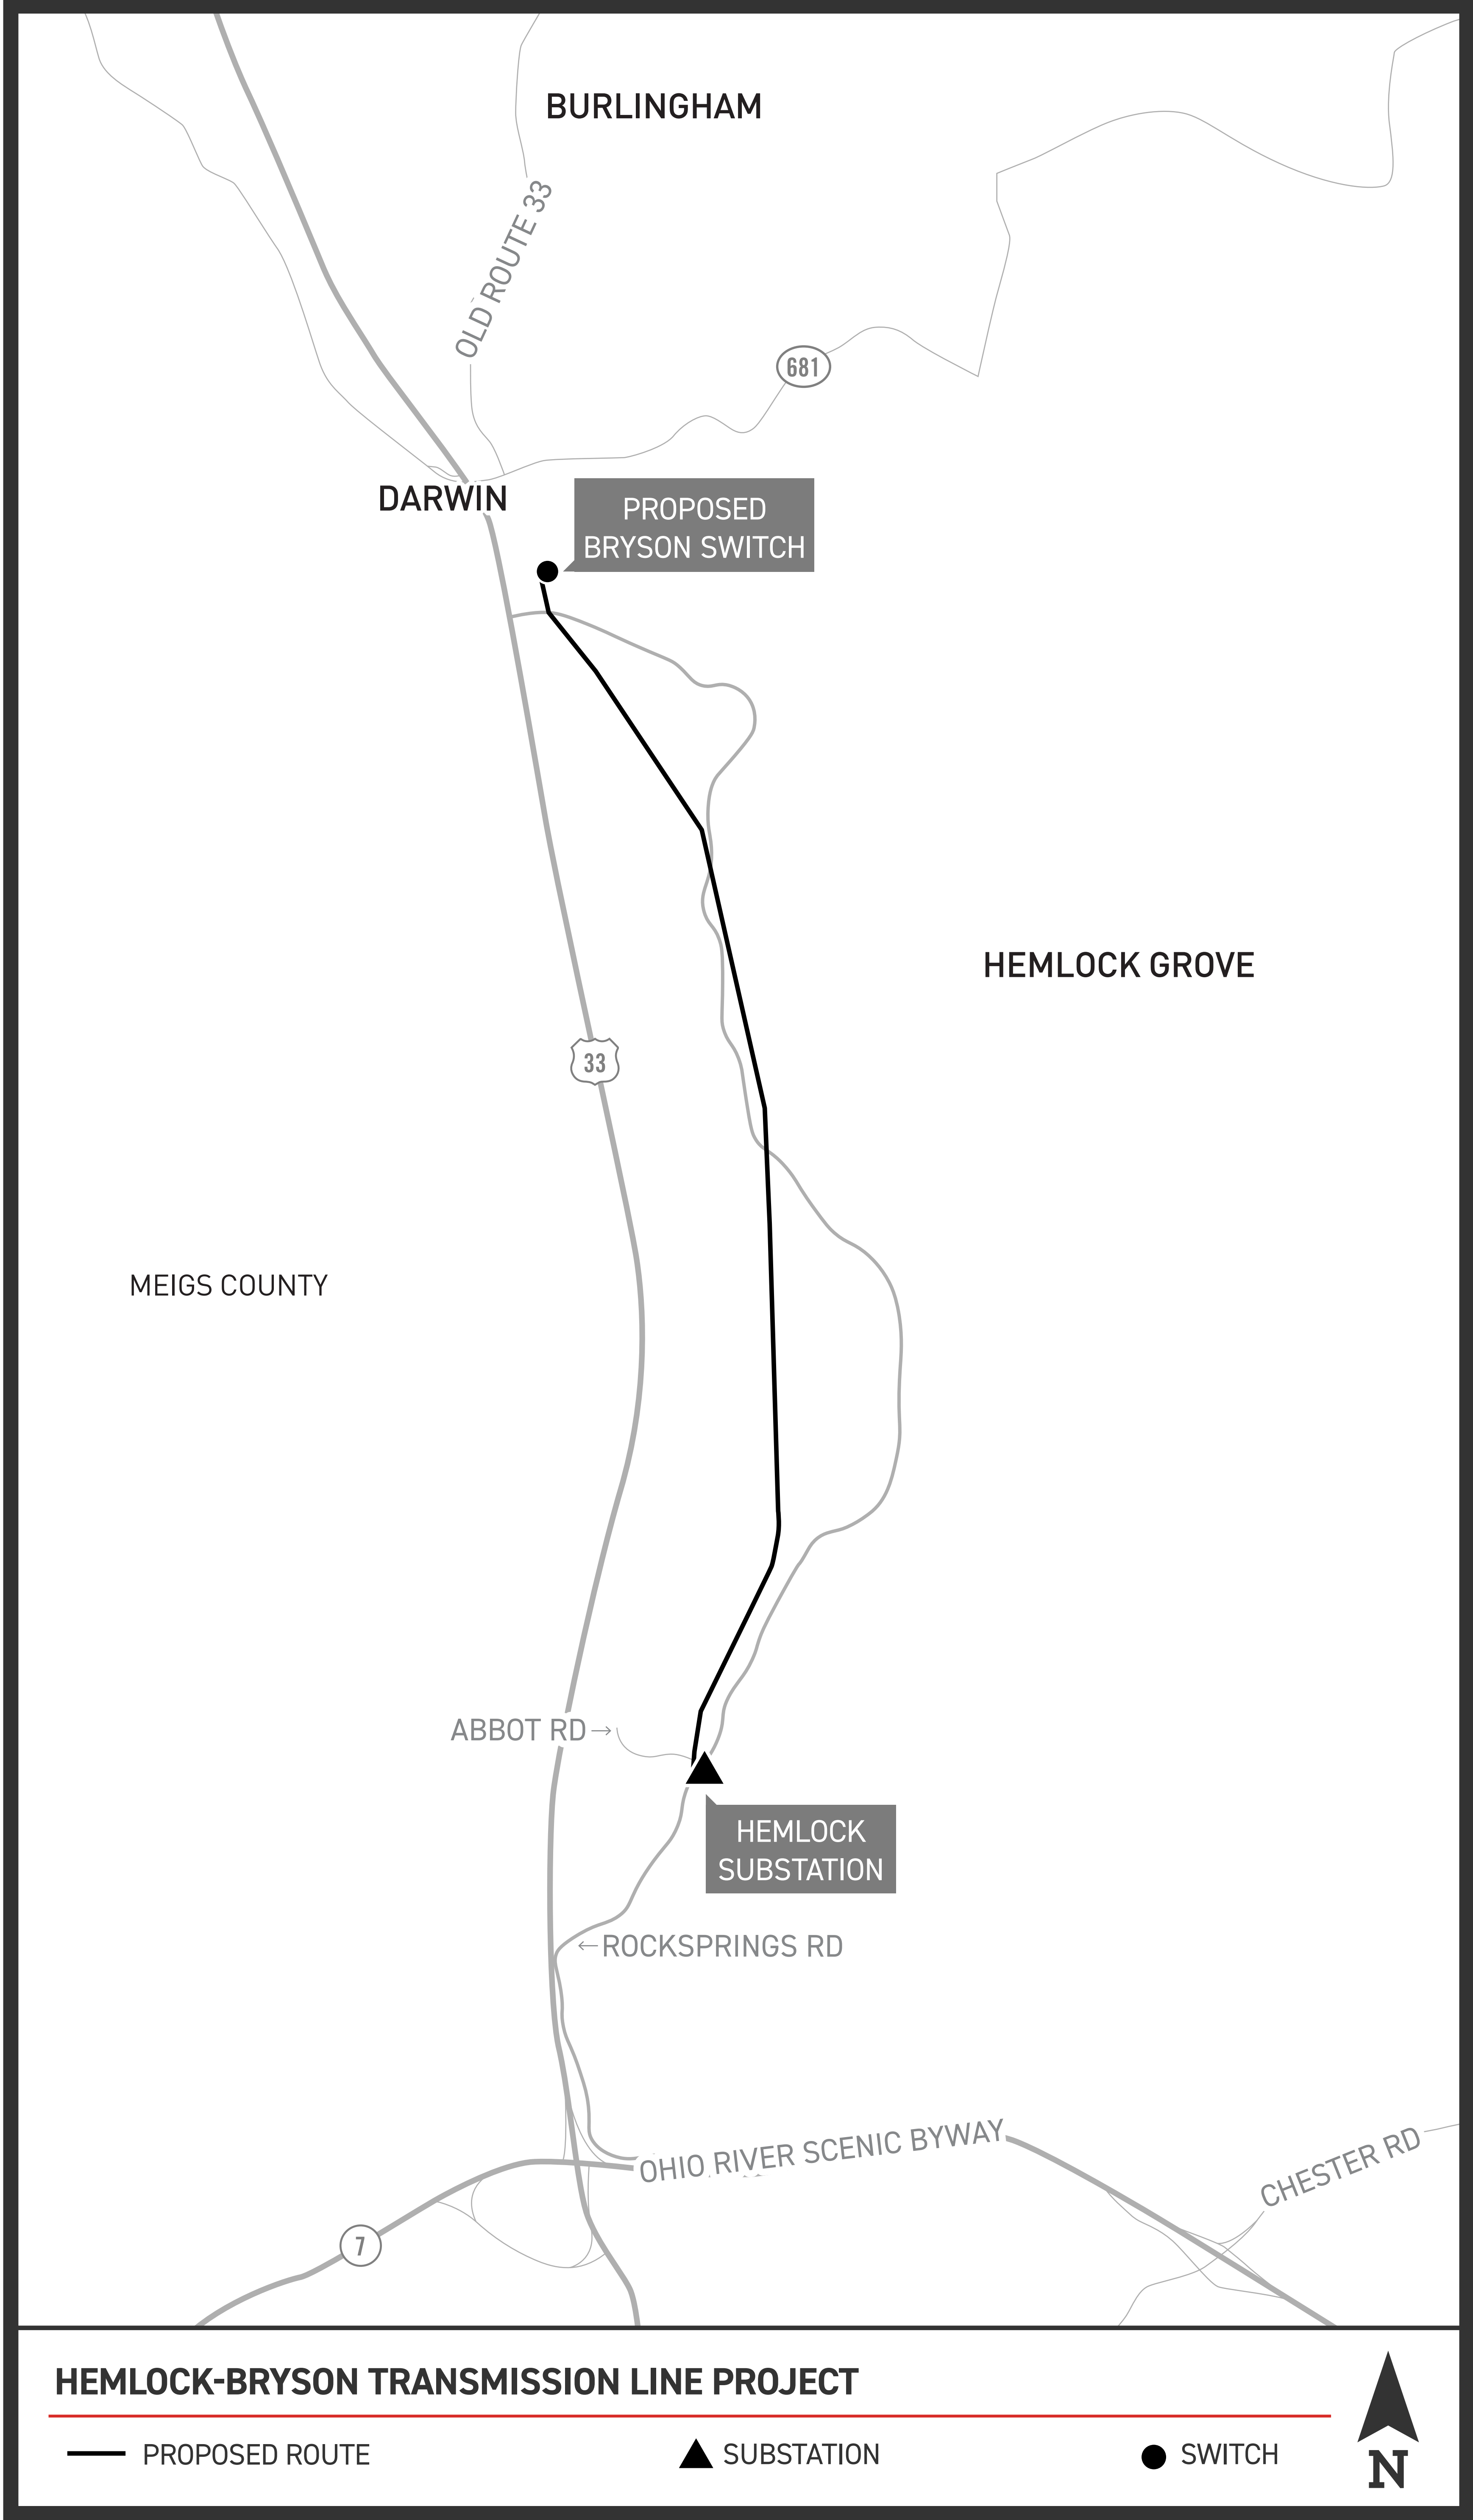 BURLINGHAM
OLD ROUTE 33
681
DARWIN
PROPOSED
BRYSON SWITCH
HEMLOCK GROVE
33
MEIGS COUNTY
ABBOT RD
HEMLOCK
SUBSTATION
ROCKSPRINGS RD
OHIO RIVER SCENIC BYWAY
CHESTER RD
7
HEMLOCK-BRYSON TRANSMISSION LINE PROJECT
PROPOSED ROUTE
SUBSTATION
SWITCH
N